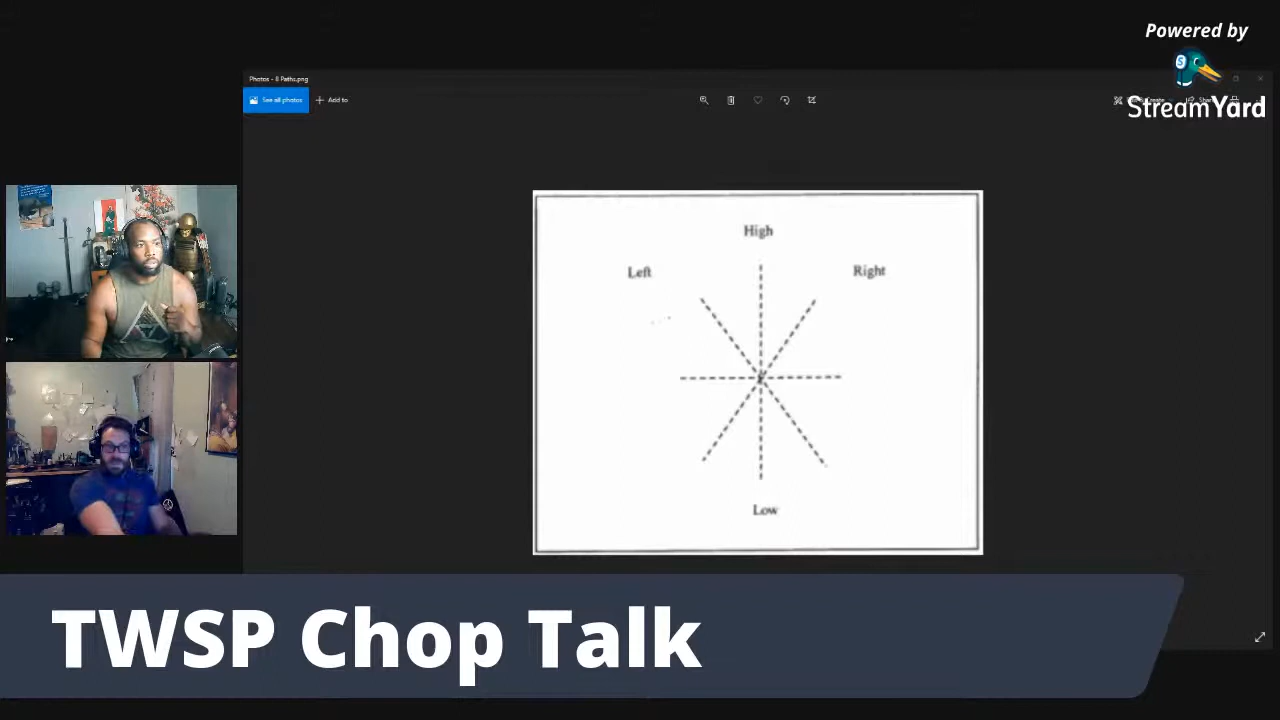 Powered by
StreamYard
Photos - 8 Paths.png
See all photos
Add to
High
Left
Right
Low
TWSP Chop Talk